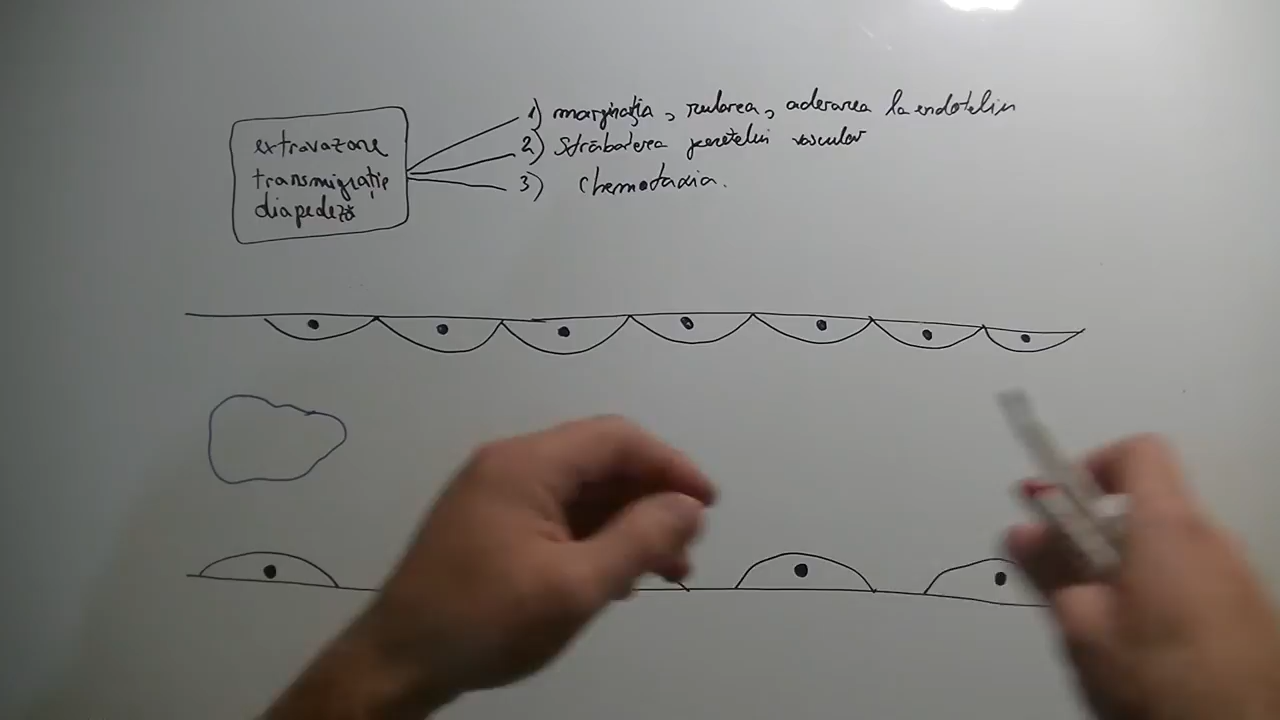 extravazare
transmigrație
diapedeză
1) marginația, rularea, aderarea la endoteliu
2) Străbaterea peretelui vascular
3) Chemotaxia.